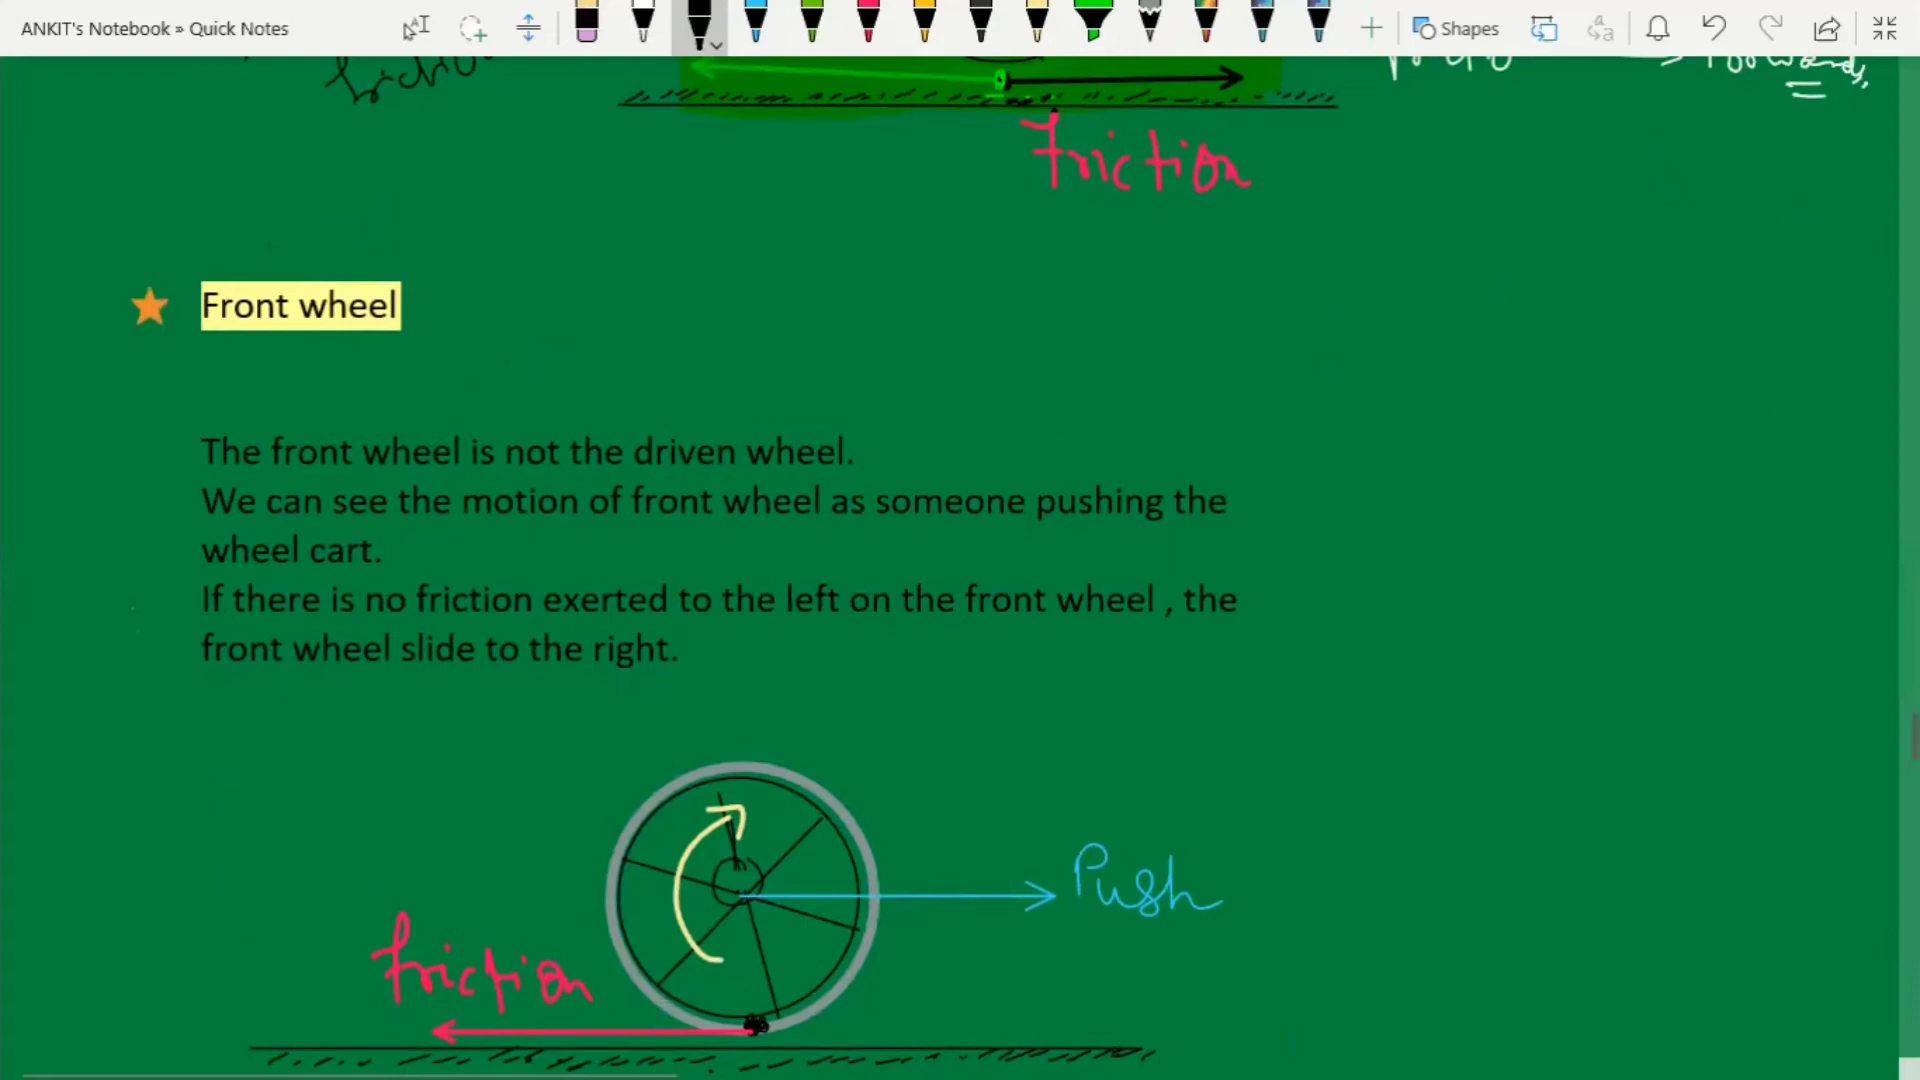 ANKIT's Notebook » Quick Notes
Shapes
friction
Forwards,
Friction
Front wheel
The front wheel is not the driven wheel.
We can see the motion of front wheel as someone pushing the
wheel cart.
If there is no friction exerted to the left on the front wheel , the
front wheel slide to the right.
Push
friction